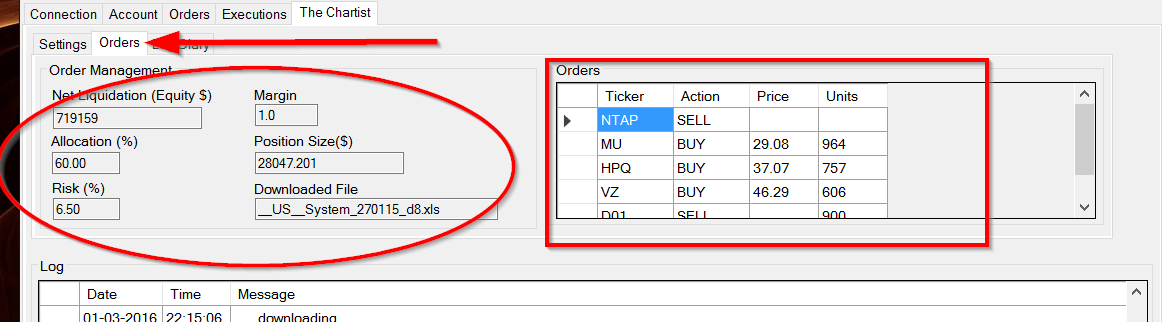 Connection Account Orders Executions The Chartist
Settings Orders
Order Management
Net Liquidation (Equity $) Margin
719159 1.0
Allocation (%) Position Size($)
60.00 28047.201
Risk (%) Downloaded File
6.50 __US__System_270115_d8.xls
Orders
Ticker Action Price Units
NTAP SELL
MU BUY 29.08 964
HPQ BUY 37.07 757
VZ BUY 46.29 606
D01 SELL 900
Log
Date Time Message
01-03-2016 22:15:06 downloading